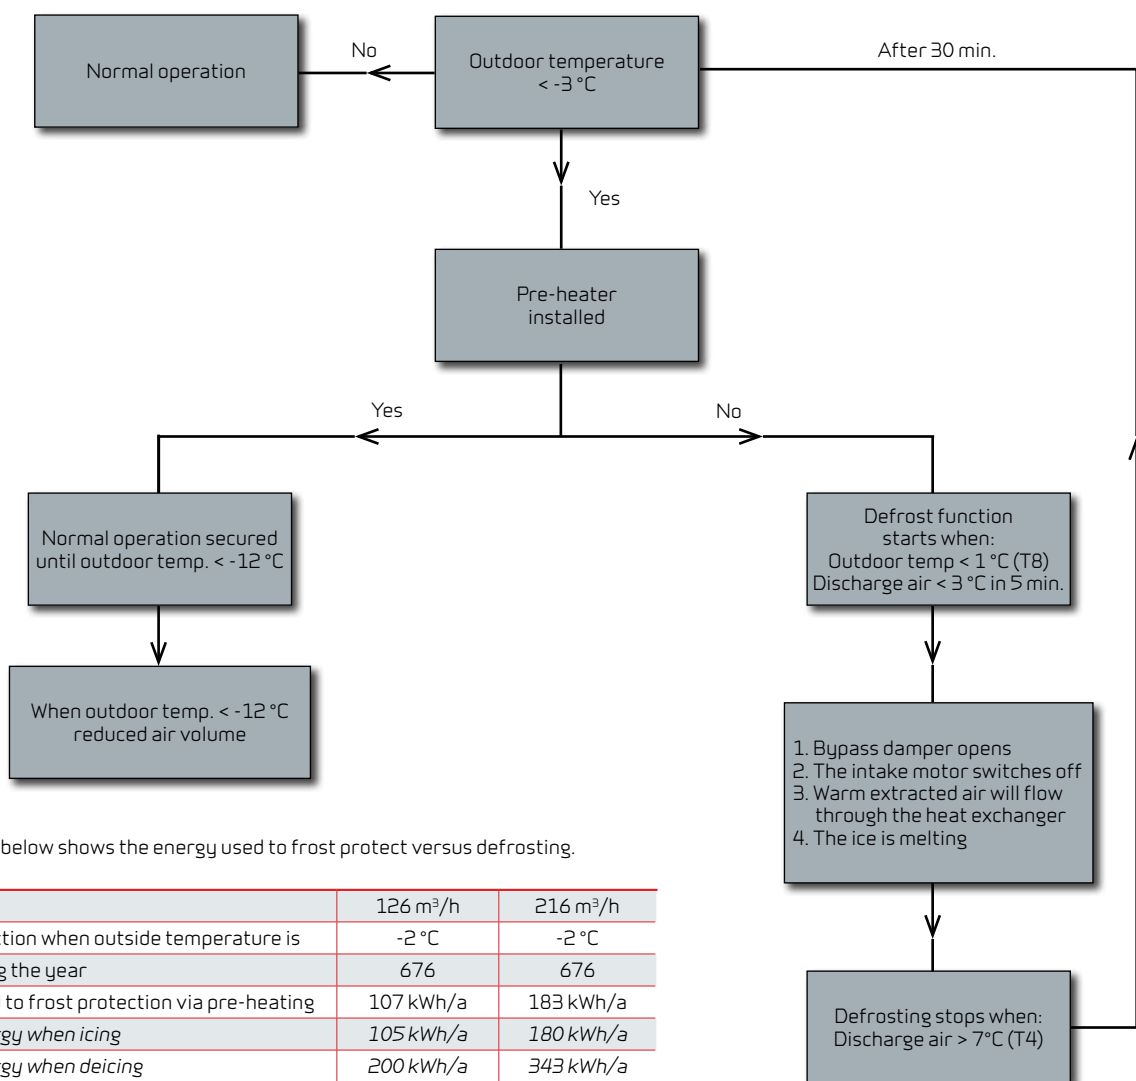 No
After 30 min.
Normal operation
Outdoor temperature
< -3 °C
Yes
Pre-heater
installed
Yes
No
Normal operation secured
until outdoor temp. < -12 °C
Defrost function
starts when:
Outdoor temp < 1 °C (T8)
Discharge air < 3 °C in 5 min.
When outdoor temp. < -12 °C
reduced air volume
1. Bypass damper opens
2. The intake motor switches off
3. Warm extracted air will flow
through the heat exchanger
4. The ice is melting
below shows the energy used to frost protect versus defrosting.
126 m³/h 216 m³/h
ction when outside temperature is -2 °C -2 °C
g the year 676 676
d to frost protection via pre-heating 107 kWh/a 183 kWh/a
rgy when icing 105 kWh/a 180 kWh/a
rgy when deicing 200 kWh/a 343 kWh/a
Defrosting stops when:
Discharge air > 7°C (T4)